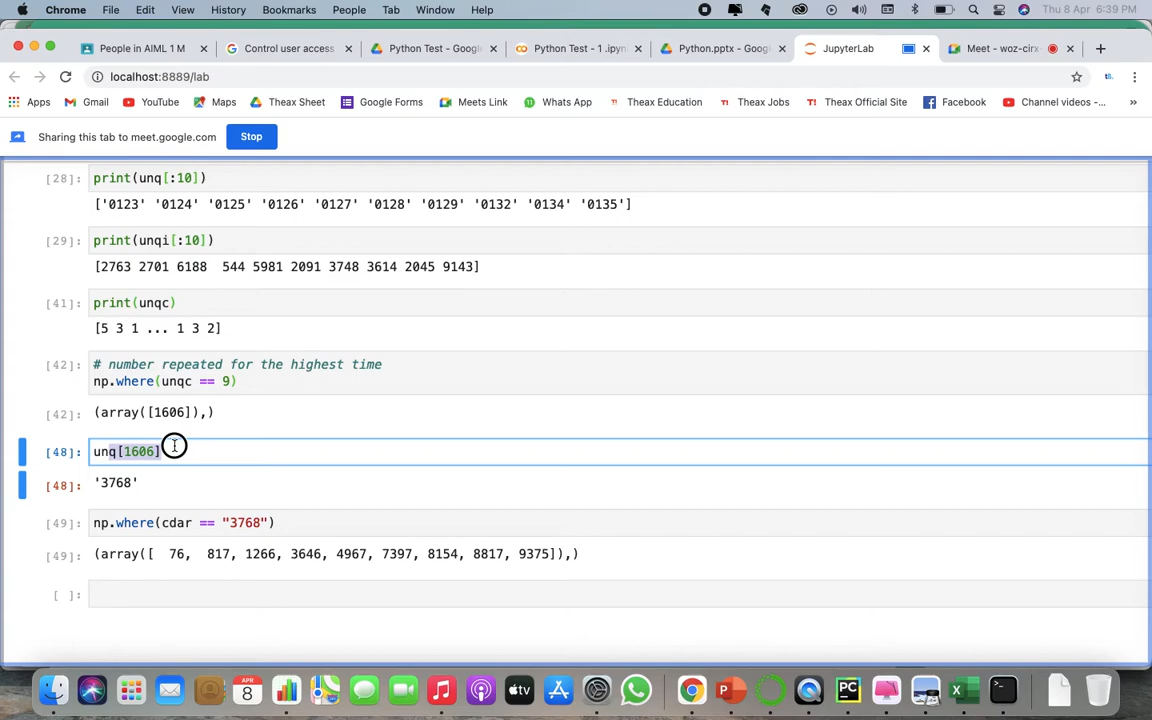 Chrome File Edit View History Bookmarks People Tab Window Help Thu 8 Apr 6:39 PM
People in AIML 1 M Control user access Python Test - Google Python Test - 1 .ipyn Python.pptx - Google JupyterLab Meet - woz-cirx-
localhost:8889/lab
Apps Gmail YouTube Maps Theax Sheet Google Forms Meets Link Whats App Theax Education Theax Jobs Theax Official Site Facebook Channel videos -...
Sharing this tab to meet.google.com Stop
[28]: print(unq[:10])
['0123' '0124' '0125' '0126' '0127' '0128' '0129' '0132' '0134' '0135']
[29]: print(unqi[:10])
[2763 2701 6188 544 5981 2091 3748 3614 2045 9143]
[41]: print(unqc)
[5 3 1 ... 1 3 2]
[42]: # number repeated for the highest time
np.where(unqc == 9)
[42]: (array([1606]),)
[48]: unq[1606]
[48]: '3768'
[49]: np.where(cdar == "3768")
[49]: (array([ 76, 817, 1266, 3646, 4967, 7397, 8154, 8817, 9375]),)
[ ]:
APR
8
tv
P
PC
X